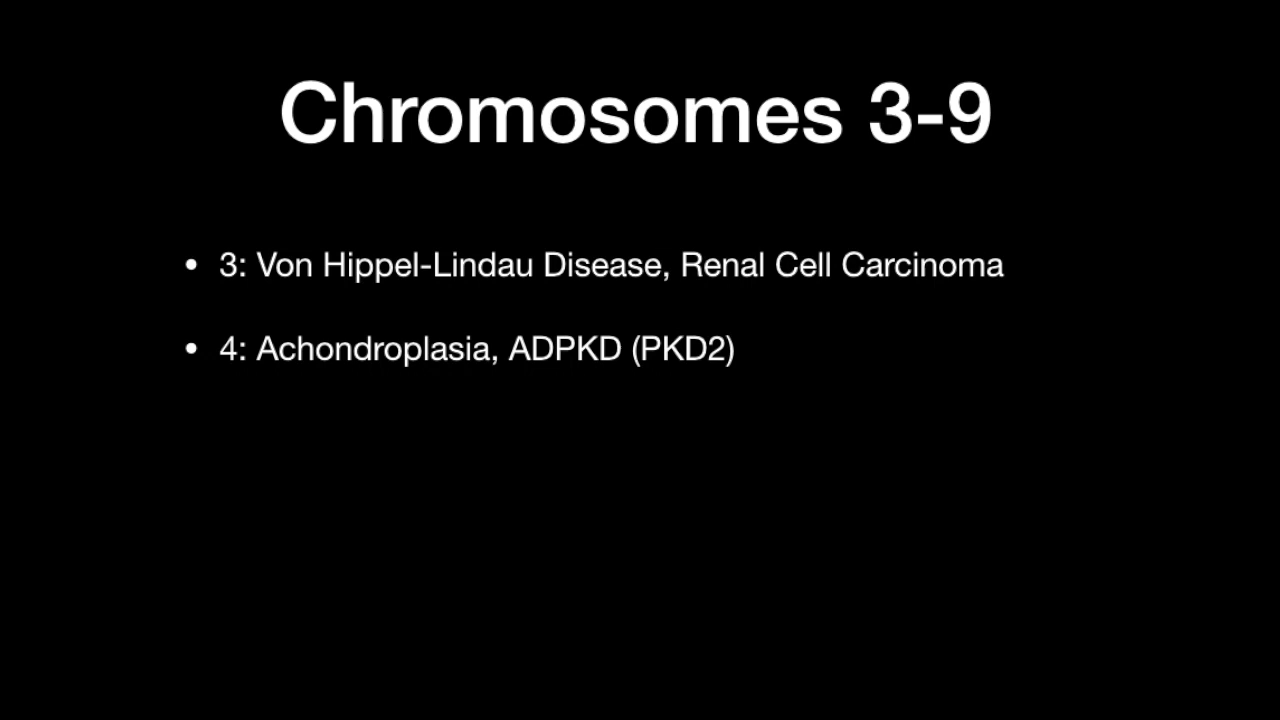 Chromosomes 3-9
• 3: Von Hippel-Lindau Disease, Renal Cell Carcinoma
• 4: Achondroplasia, ADPKD (PKD2)